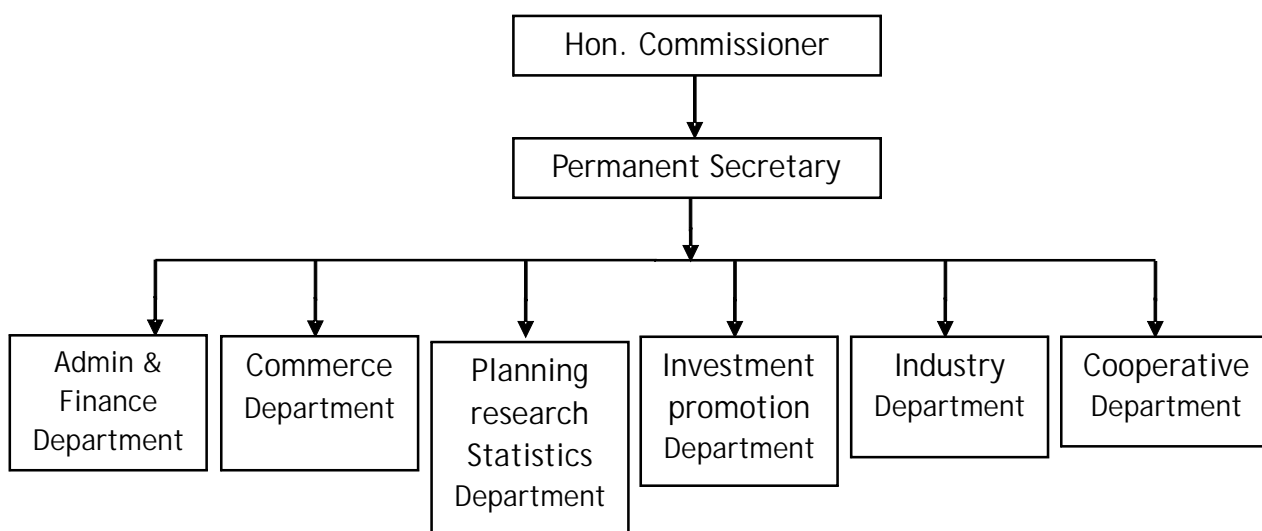 Hon. Commissioner
Permanent Secretary
Admin &
Finance
Department
Commerce
Department
Planning
research
Statistics
Department
Investment
promotion
Department
Industry
Department
Cooperative
Department